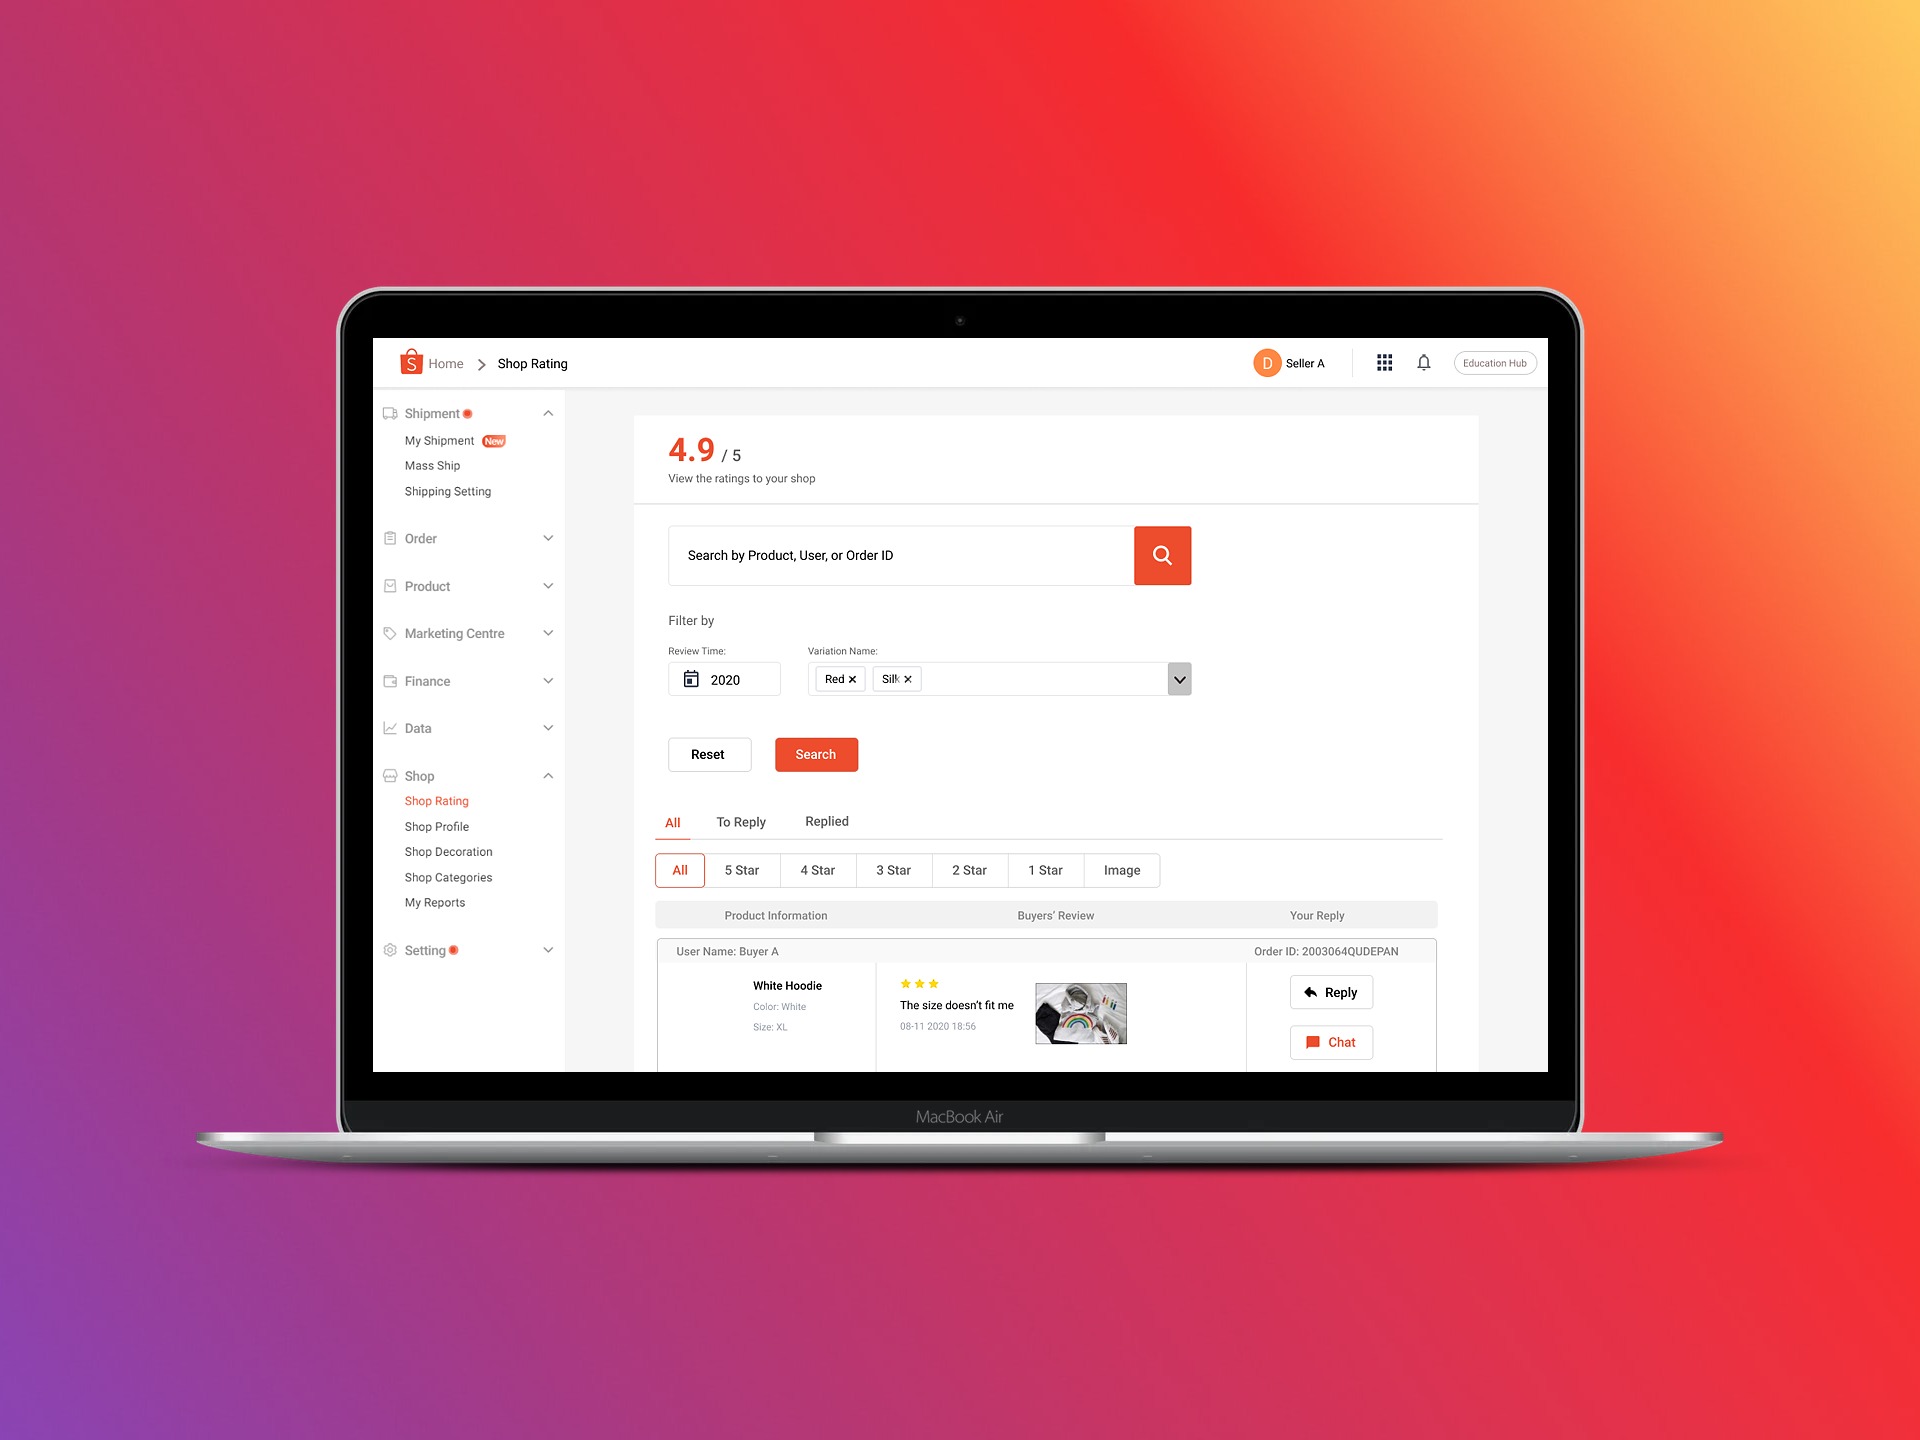 S Home > Shop Rating
D Seller A
Education Hub
Shipment
My Shipment New
Mass Ship
Shipping Setting
Order
Product
Marketing Centre
Finance
Data
Shop
Shop Rating
Shop Profile
Shop Decoration
Shop Categories
My Reports
Setting
4.9 / 5
View the ratings to your shop
Search by Product, User, or Order ID
Filter by
Review Time:
Variation Name:
2020
Red × Silk ×
Reset Search
All To Reply Replied
All 5 Star 4 Star 3 Star 2 Star 1 Star Image
Product Information Buyers’ Review Your Reply
User Name: Buyer A Order ID: 2003064QUDEPAN
White Hoodie
Color: White
Size: XL
The size doesn’t fit me
08-11 2020 18:56
Reply
Chat
MacBook Air